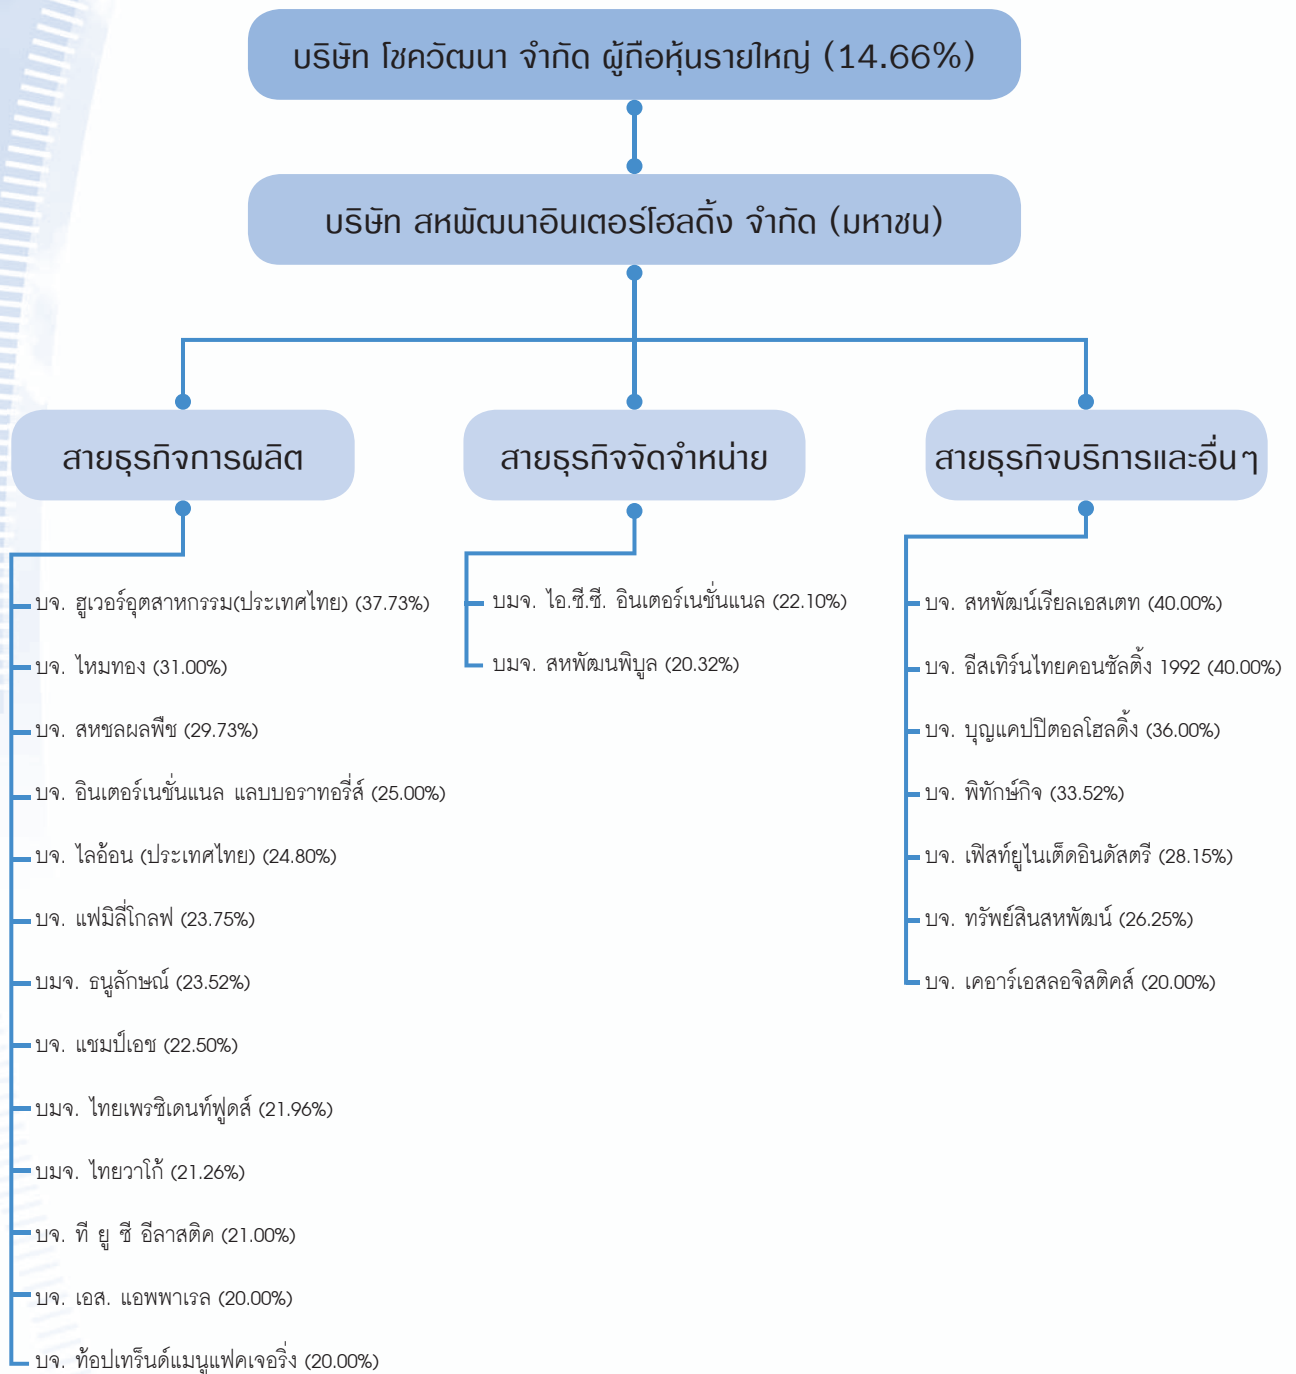 บริษัท โชควัฒนา จำกัด ผู้ถือหุ้นรายใหญ่ (14.66%)
บริษัท สหพัฒนาอินเตอร์โฮลดิ้ง จำกัด (มหาชน)
สายธุรกิจการผลิต
บจ. ฮูเวอร์อุตสาหกรรม(ประเทศไทย) (37.73%)
บจ. ไหมทอง (31.00%)
บจ. สหชลผลพืช (29.73%)
บจ. อินเตอร์เนชั่นแนล แลบบอราทอรี่ส์ (25.00%)
บจ. ไลอ้อน (ประเทศไทย) (24.80%)
บจ. แฟมิลี่โกลฟ (23.75%)
บมจ. ธนูลักษณ์ (23.52%)
บจ. แชมป์เอช (22.50%)
บมจ. ไทยเพรซิเดนท์ฟูดส์ (21.96%)
บมจ. ไทยวาโก้ (21.26%)
บจ. ที ยู ซี อีลาสติค (21.00%)
บจ. เอส. แอพพาเรล (20.00%)
บจ. ท้อปเทร็นด์แมนูแฟคเจอริ่ง (20.00%)
สายธุรกิจจัดจำหน่าย
บมจ. ไอ.ซี.ซี. อินเตอร์เนชั่นแนล (22.10%)
บมจ. สหพัฒนพิบูล (20.32%)
สายธุรกิจบริการและอื่นๆ
บจ. สหพัฒน์เรียลเอสเตท (40.00%)
บจ. อีสเทิร์นไทยคอนซัลติ้ง 1992 (40.00%)
บจ. บุญแคปปิตอลโฮลดิ้ง (36.00%)
บจ. พิทักษ์กิจ (33.52%)
บจ. เฟิสท์ยูไนเต็ดอินดัสตรี (28.15%)
บจ. ทรัพย์สินสหพัฒน์ (26.25%)
บจ. เคอาร์เอสลอจิสติคส์ (20.00%)